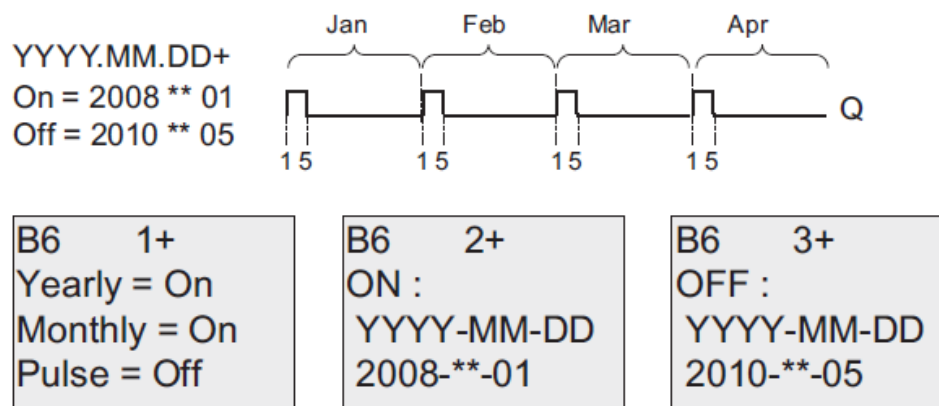 Jan Feb Mar Apr
YYYY.MM.DD+
On = 2008 ** 01
Off = 2010 ** 05
Q
1 5 1 5 1 5 1 5
B6 1+
Yearly = On
Monthly = On
Pulse = Off
B6 2+
ON :
YYYY-MM-DD
2008-**-01
B6 3+
OFF :
YYYY-MM-DD
2010-**-05